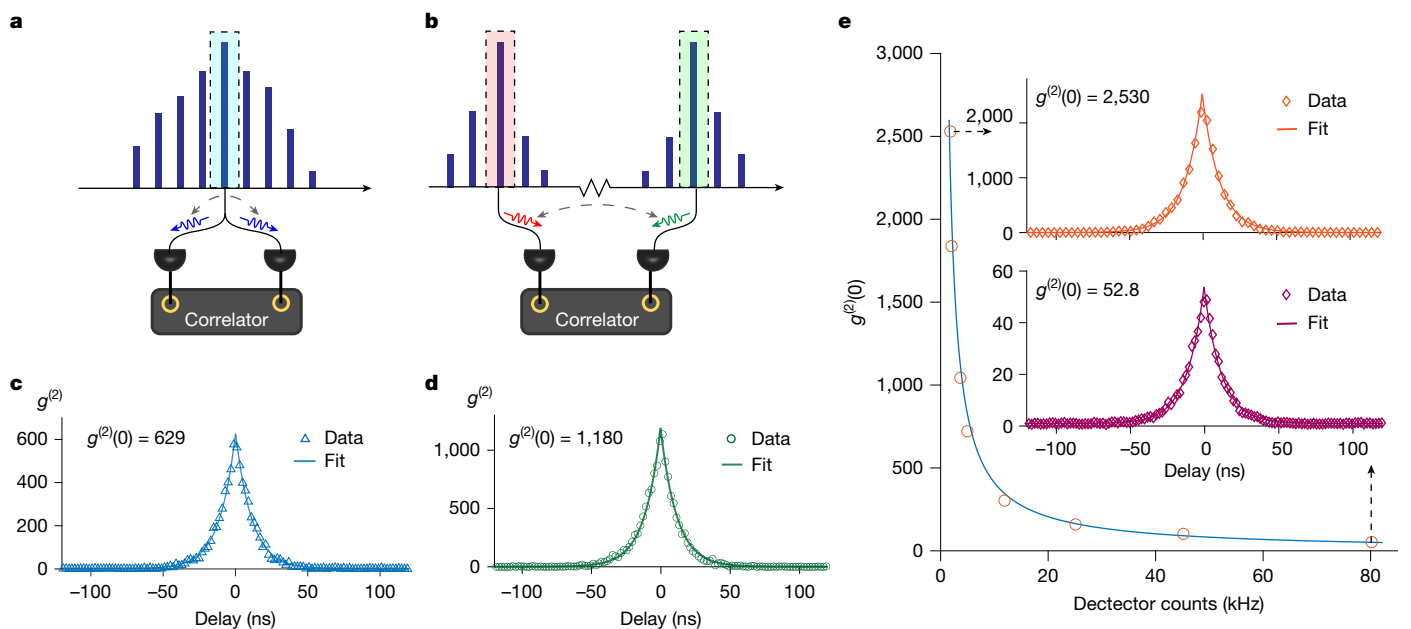 a
Correlator
b
Correlator
c
g(2)
g(2)(0) = 629
Data
Fit
600
400
200
0
–100
–50
0
50
100
Delay (ns)
d
g(2)
g(2)(0) = 1,180
Data
Fit
1,000
500
0
–100
–50
0
50
100
Delay (ns)
e
3,000
2,500
2,000
1,500
1,000
500
0
g(2)(0)
0
20
40
60
80
Dectector counts (kHz)
g(2)(0) = 2,530
Data
Fit
2,000
1,000
0
g(2)(0) = 52.8
Data
Fit
60
40
20
0
–100
–50
0
50
100
Delay (ns)